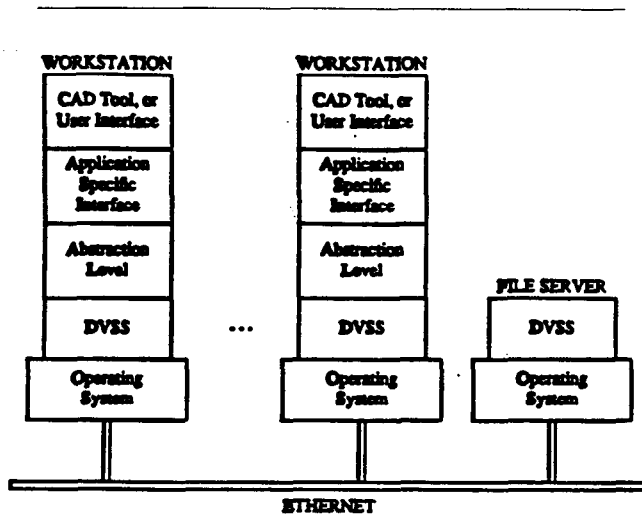 WORKSTATION
CAD Tool, or
User Interface
Application
Specific
Interface
Abstraction
Level
DVSS
Operating
System
...
WORKSTATION
CAD Tool, or
User Interface
Application
Specific
Interface
Abstraction
Level
DVSS
Operating
System
FILE SERVER
DVSS
Operating
System
ETHERNET